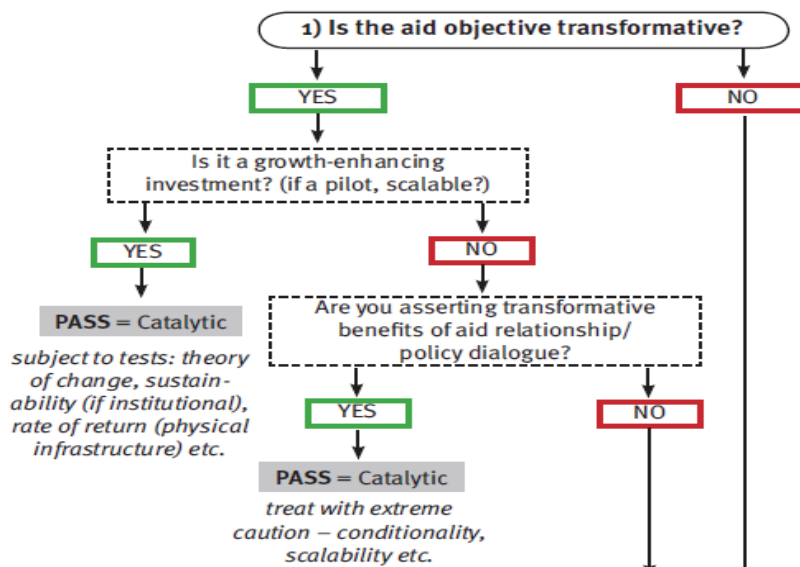 1) Is the aid objective transformative?
YES
NO
Is it a growth-enhancing
investment? (if a pilot, scalable?)
YES
NO
PASS = Catalytic
subject to tests: theory
of change, sustain-
ability (if institutional),
rate of return (physical
infrastructure) etc.
Are you asserting transformative
benefits of aid relationship/
policy dialogue?
YES
NO
PASS = Catalytic
treat with extreme
caution – conditionality,
scalability etc.